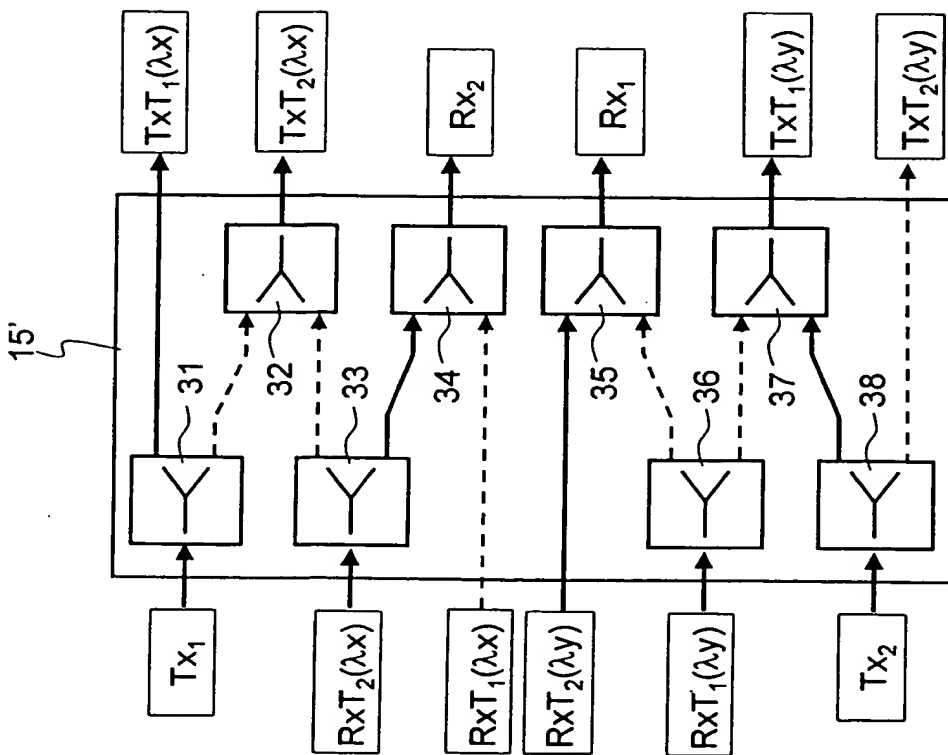 15'
Tx₁
RxT₂(λx)
RxT₁(λx)
RxT₂(λy)
RxT₁(λy)
Tx₂
31
32
33
34
35
36
37
38
TxT₁(λx)
TxT₂(λx)
Rx₂
Rx₁
TxT₁(λy)
TxT₂(λy)